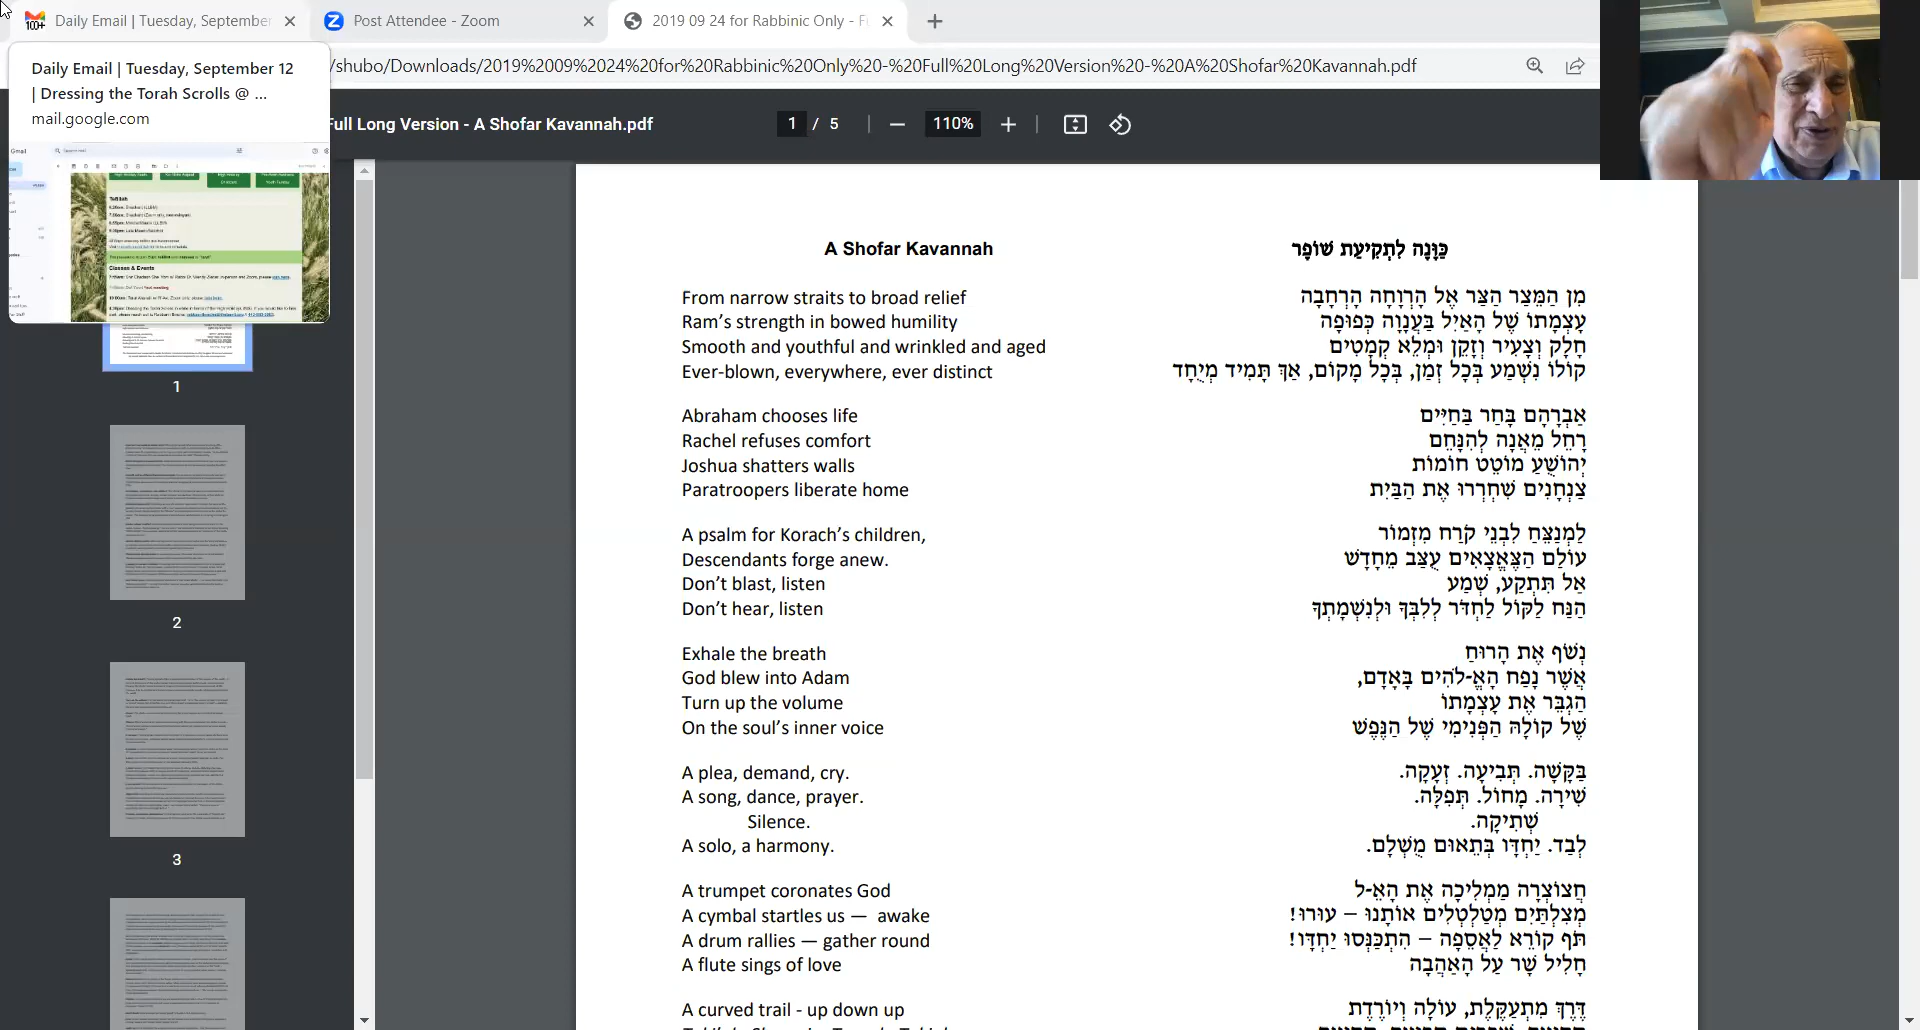 Daily Email | Tuesday, September
Post Attendee - Zoom
2019 09 24 for Rabbinic Only - Fu
Daily Email | Tuesday, September 12
| Dressing the Torah Scrolls @ ...
mail.google.com
/shubo/Downloads/2019%2009%2024%20for%20Rabbinic%20Only%20-%20Full%20Long%20Version%20-%20A%20Shofar%20Kavannah.pdf
Full Long Version - A Shofar Kavannah.pdf
1 / 5
110%
Gmail
Tefillah
Classes & Events
1
2
3
A Shofar Kavannah
כַּוָּנָה לִתְקִיעַת שׁוֹפָר
From narrow straits to broad relief
מִן הַמֵּצַר הַצַּר אֶל הָרְוָחָה הָרְחָבָה
Ram’s strength in bowed humility
עָצְמָתוֹ שֶׁל הָאַיִל בַּעֲנָוָה כְּפוּפָה
Smooth and youthful and wrinkled and aged
חָלָק וְצָעִיר וְזָקֵן וּמְלֵא קְמָטִים
Ever-blown, everywhere, ever distinct
קוֹלוֹ נִשְׁמַע בְּכָל זְמַן, בְּכָל מָקוֹם, אַךְ תָּמִיד מְיֻחָד
Abraham chooses life
אַבְרָהָם בָּחַר בַּחַיִּים
Rachel refuses comfort
רָחֵל מֵאֲנָה לְהִנָּחֵם
Joshua shatters walls
יְהוֹשֻׁעַ מוֹטֵט חוֹמוֹת
Paratroopers liberate home
צַנְחָנִים שִׁחְרְרוּ אֶת הַבַּיִת
A psalm for Korach’s children,
לַמְנַצֵּחַ לִבְנֵי קֹרַח מִזְמוֹר
Descendants forge anew.
עוֹלַם הַצֶּאֱצָאִים עֻצַּב מֵחָדָשׁ
Don’t blast, listen
אַל תִּתְקַע, שְׁמַע
Don’t hear, listen
הַנַּח לַקּוֹל לַחְדֹּר לְלִבְּךָ וּלְנִשְׁמָתְךָ
Exhale the breath
נְשֹׁף אֶת הָרוּחַ
God blew into Adam
אֲשֶׁר נָפַח הָאֱ-לֹהִים בָּאָדָם,
Turn up the volume
הַגְבֵּר אֶת עָצְמָתוֹ
On the soul’s inner voice
שֶׁל קוֹלָהּ הַפְּנִימִי שֶׁל הַנֶּפֶשׁ
A plea, demand, cry.
בַּקָּשָׁה. תְּבִיעָה. זְעָקָה.
A song, dance, prayer.
שִׁירָה. מָחוֹל. תְּפִלָּה.
Silence.
שְׁתִיקָה.
A solo, a harmony.
לְבַד. יַחְדָּו בְּתֵאוּם מֻשְׁלָם.
A trumpet coronates God
חֲצוֹצְרָה מַמְלִיכָה אֶת הָאֵ-ל
A cymbal startles us — awake
מְצִלְתַּיִם מְטַלְטְלִים אוֹתָנוּ – עוּרוּ!
A drum rallies — gather round
תֹּף קוֹרֵא לַאֲסֵפָה – הִתְכַּנְּסוּ יַחְדָּו!
A flute sings of love
חָלִיל שָׁר עַל הָאַהֲבָה
A curved trail - up down up
דֶּרֶךְ מִתְעַקֶּלֶת, עוֹלָה וְיוֹרֶדֶת